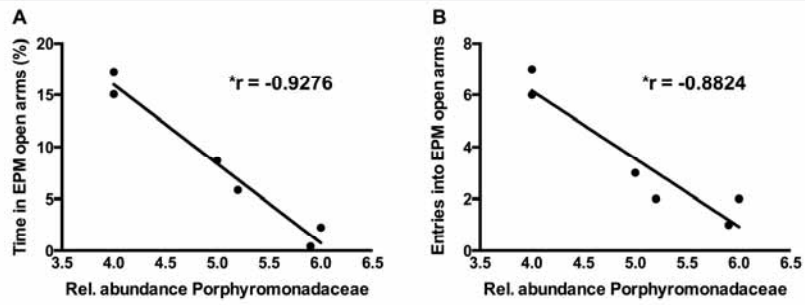 A
Time in EPM open arms (%)
20
15
10
5
0
*r = -0.9276
3.5 4.0 4.5 5.0 5.5 6.0 6.5
Rel. abundance Porphyromonadaceae
B
Entries into EPM open arms
8
6
4
2
0
*r = -0.8824
3.5 4.0 4.5 5.0 5.5 6.0 6.5
Rel. abundance Porphyromonadaceae